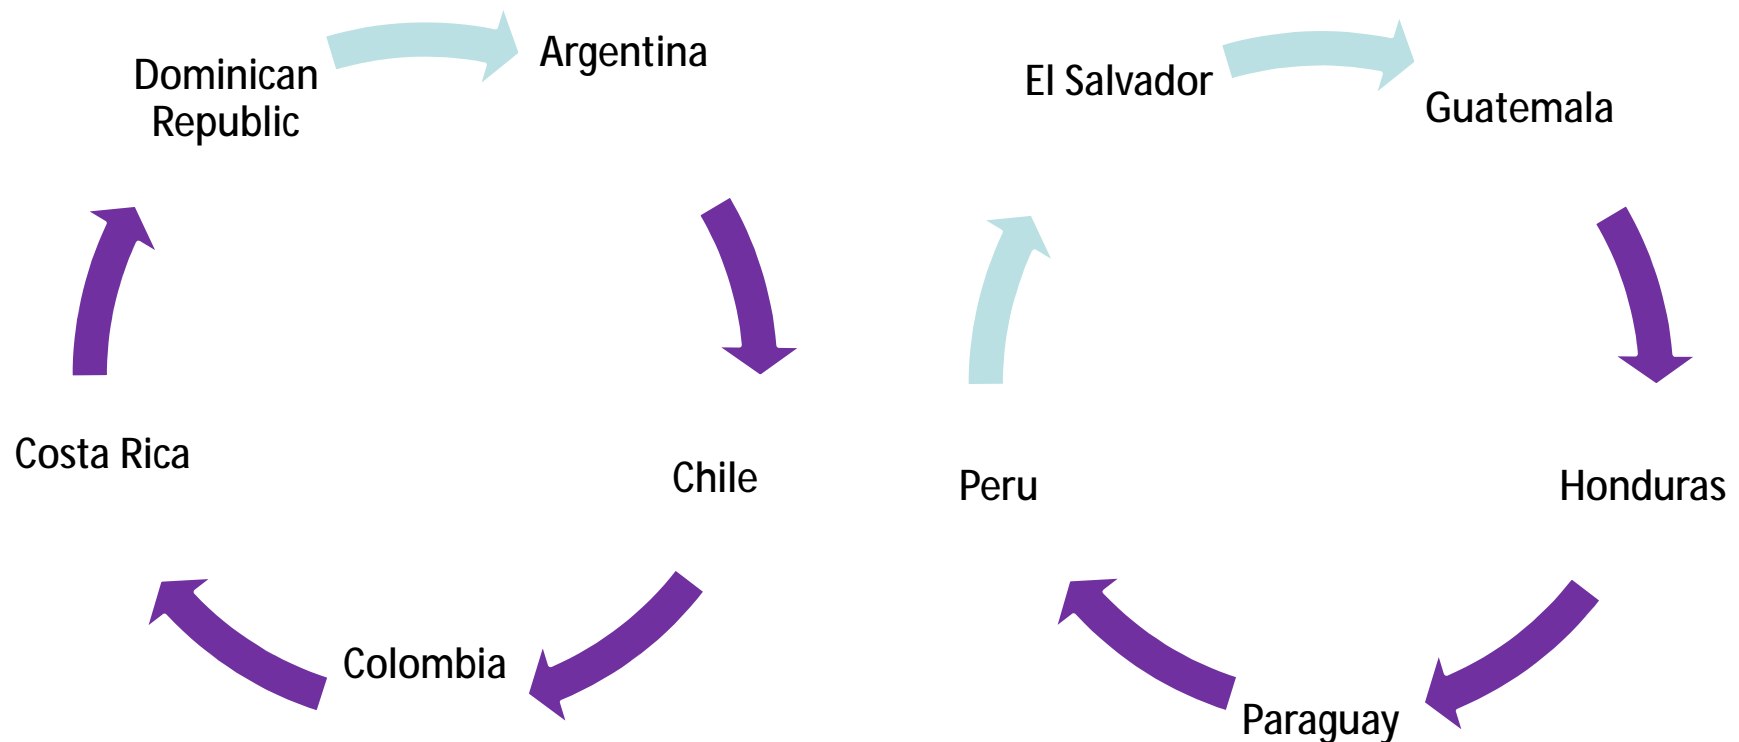 Dominican
Republic
Argentina
Costa Rica
Chile
Colombia
El Salvador
Guatemala
Peru
Honduras
Paraguay